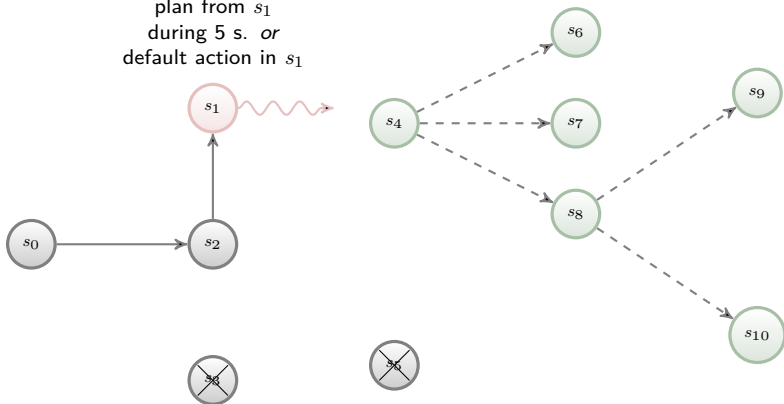 plan from s₁
during 5 s. or
default action in s₁
s₆
s₉
s₁
s₄
s₇
s₈
s₀
s₂
s₁₀
s₃
s₅